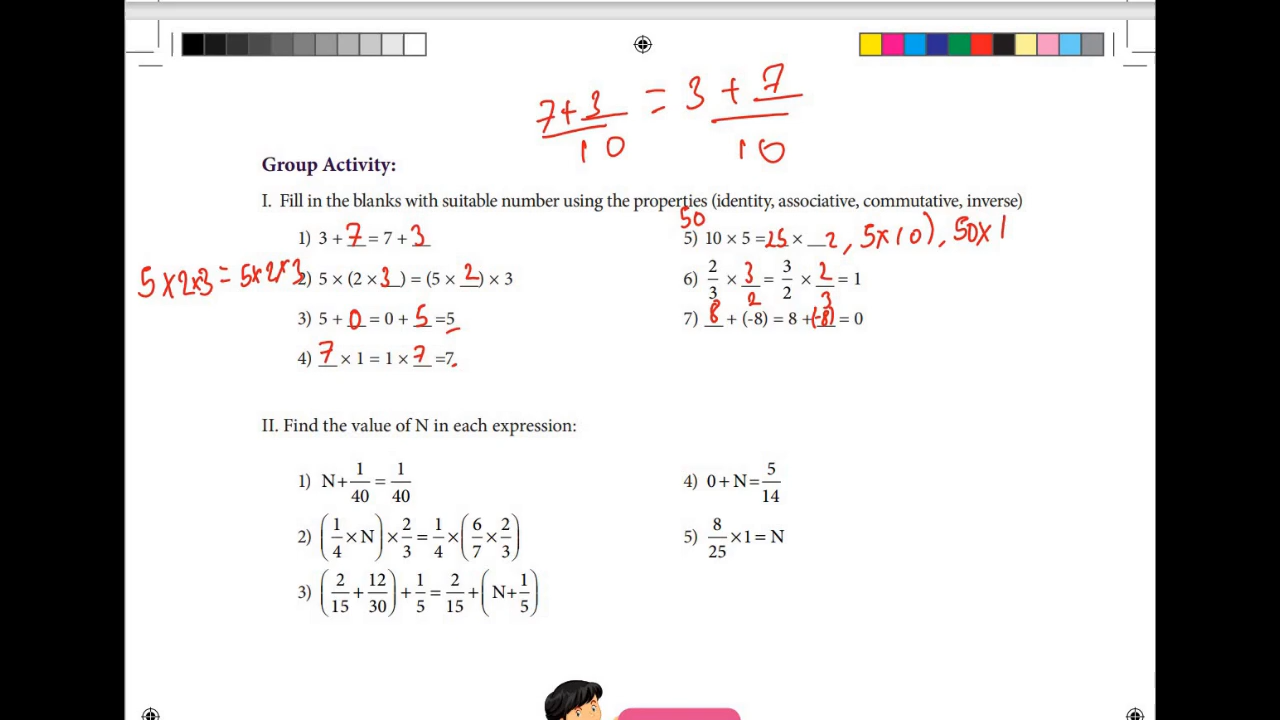 7+3/10 = 3+7/10
Group Activity:
I. Fill in the blanks with suitable number using the properties (identity, associative, commutative, inverse)
1) 3 + 7 = 7 + 3
5 x 2 x 3 = 5 x 2 x 3
2) 5 × (2 × 3) = (5 × 2) × 3
3) 5 + 0 = 0 + 5 =5
4) 7 × 1 = 1 × 7 =7
50
5) 10 × 5 = 25 × 2, 5x10), 50x1
6) 2/3 × 3/2 = 3/2 × 2/3 = 1
7) 8 + (-8) = 8 + (-8) = 0
II. Find the value of N in each expression:
1) N+1/40 = 1/40
2) (1/4 × N) × 2/3 = 1/4 × (6/7 × 2/3)
3) (2/15 + 12/30) + 1/5 = 2/15 + (N+1/5)
4) 0+N= 5/14
5) 8/25 ×1= N